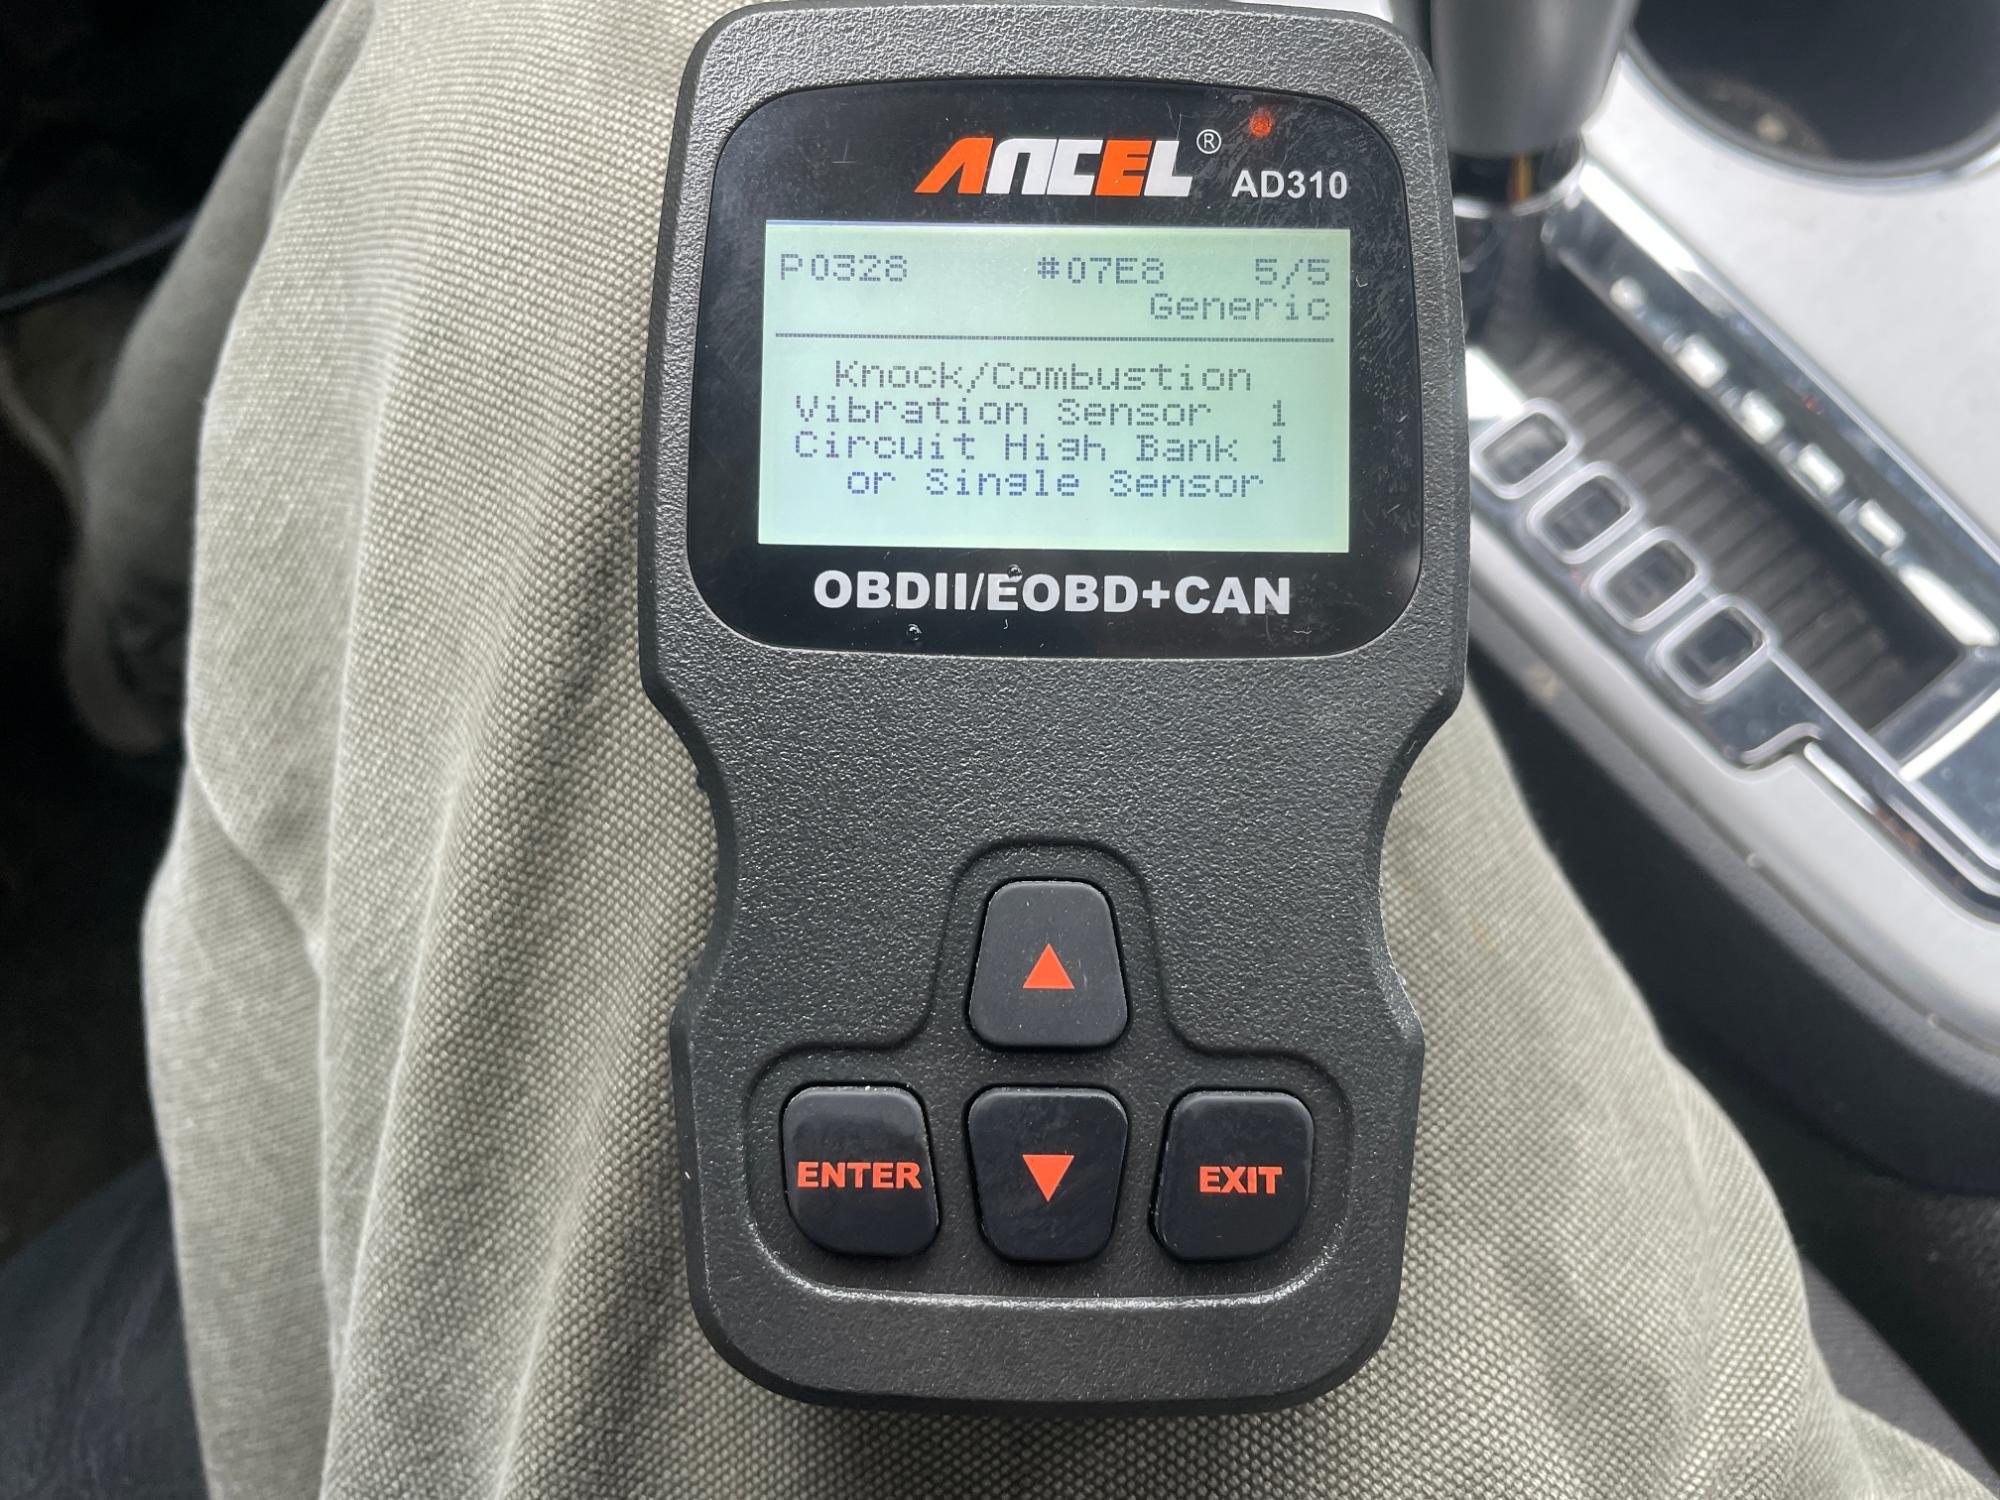 ANCEL®
AD310
P0328 #07E8 5/5
Generic
Knock/Combustion
Vibration Sensor 1
Circuit High Bank 1
or Single Sensor
OBDII/EOBD+CAN
▲
ENTER ▼ EXIT